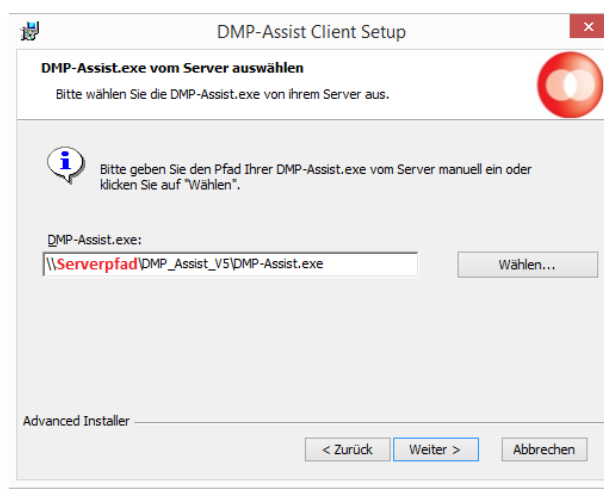 DMP-Assist Client Setup
DMP-Assist.exe vom Server auswählen
Bitte wählen Sie die DMP-Assist.exe von ihrem Server aus.
Bitte geben Sie den Pfad Ihrer DMP-Assist.exe vom Server manuell ein oder
klicken Sie auf "Wählen".
DMP-Assist.exe:
\\Serverpfad\DMP_Assist_V5\DMP-Assist.exe
Wählen...
Advanced Installer
< Zurück
Weiter >
Abbrechen